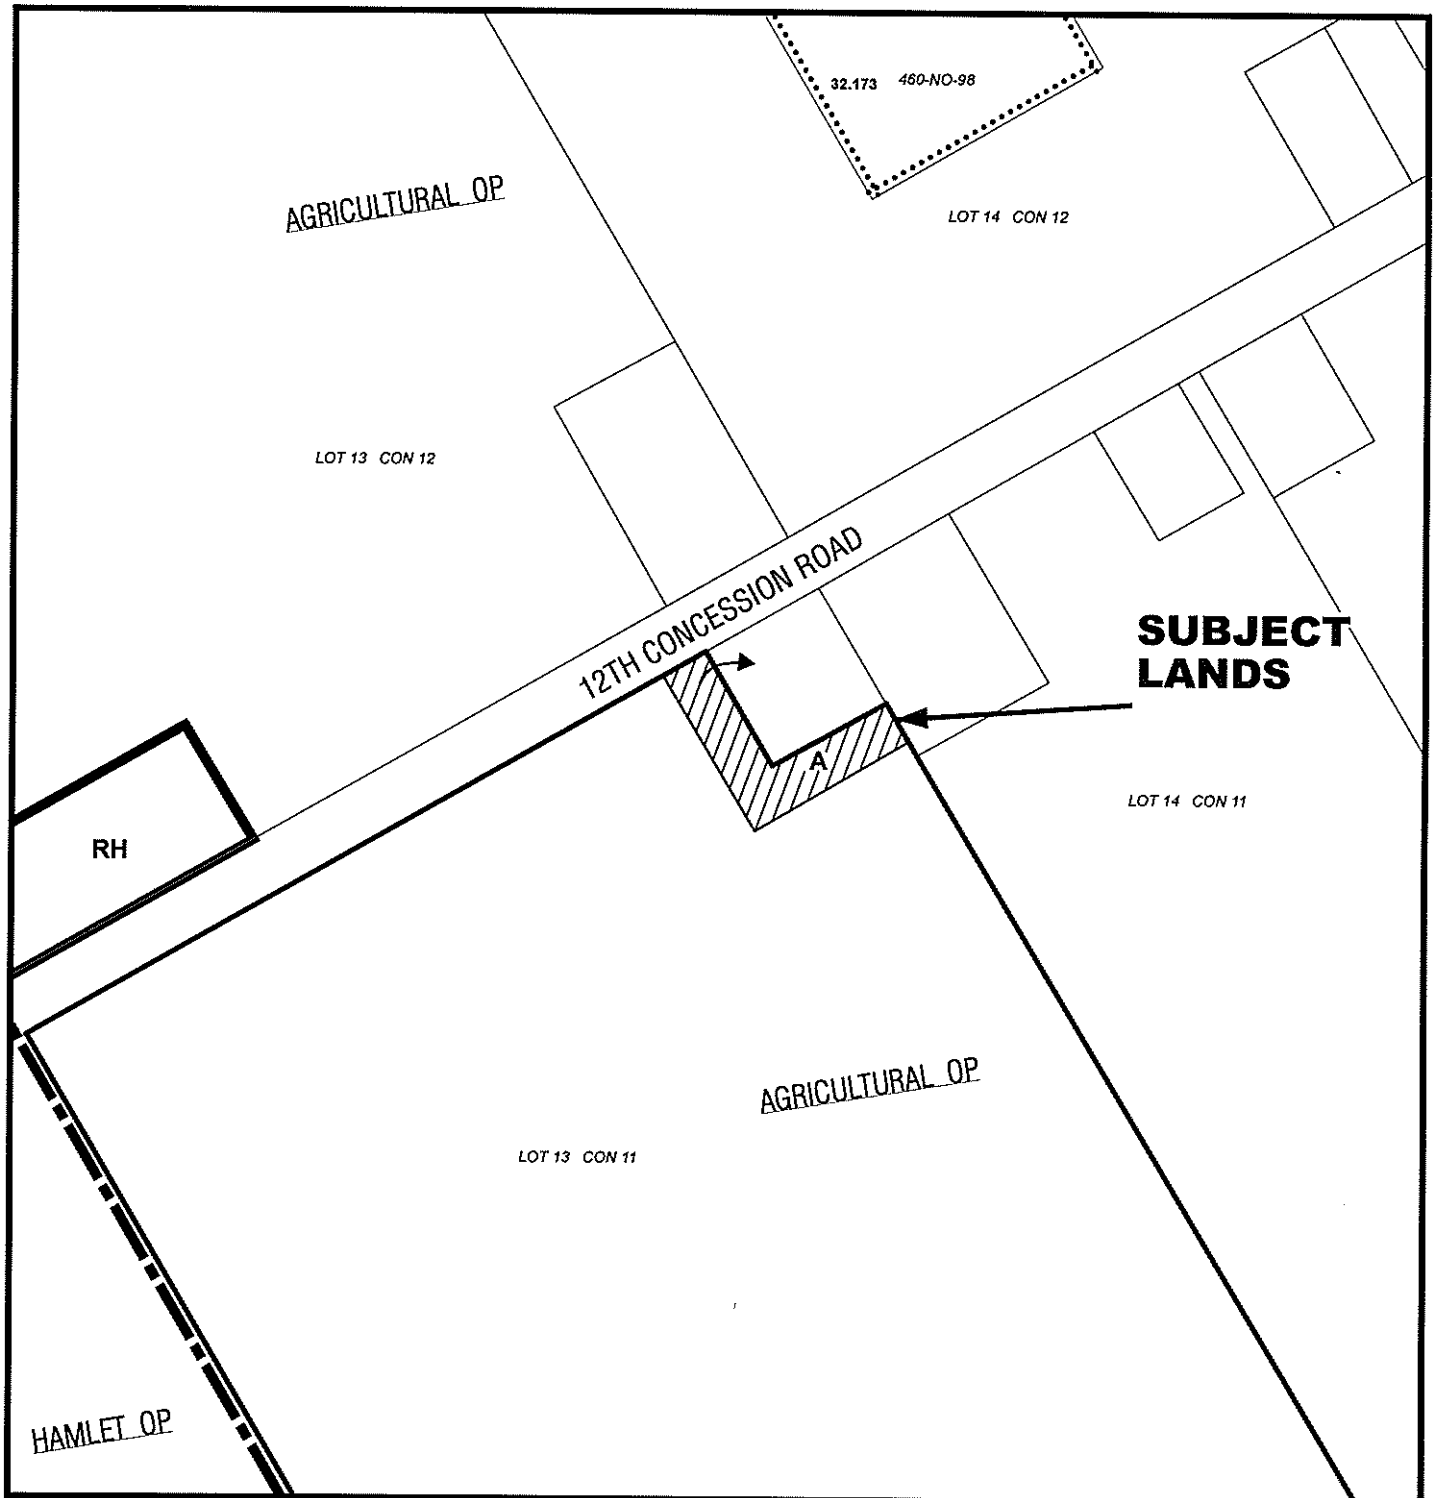 32.173 460-NO-98
AGRICULTURAL OP
LOT 14 CON 12
LOT 13 CON 12
12TH CONCESSION ROAD
SUBJECT
LANDS
A
LOT 14 CON 11
RH
AGRICULTURAL OP
LOT 13 CON 11
HAMLET OP